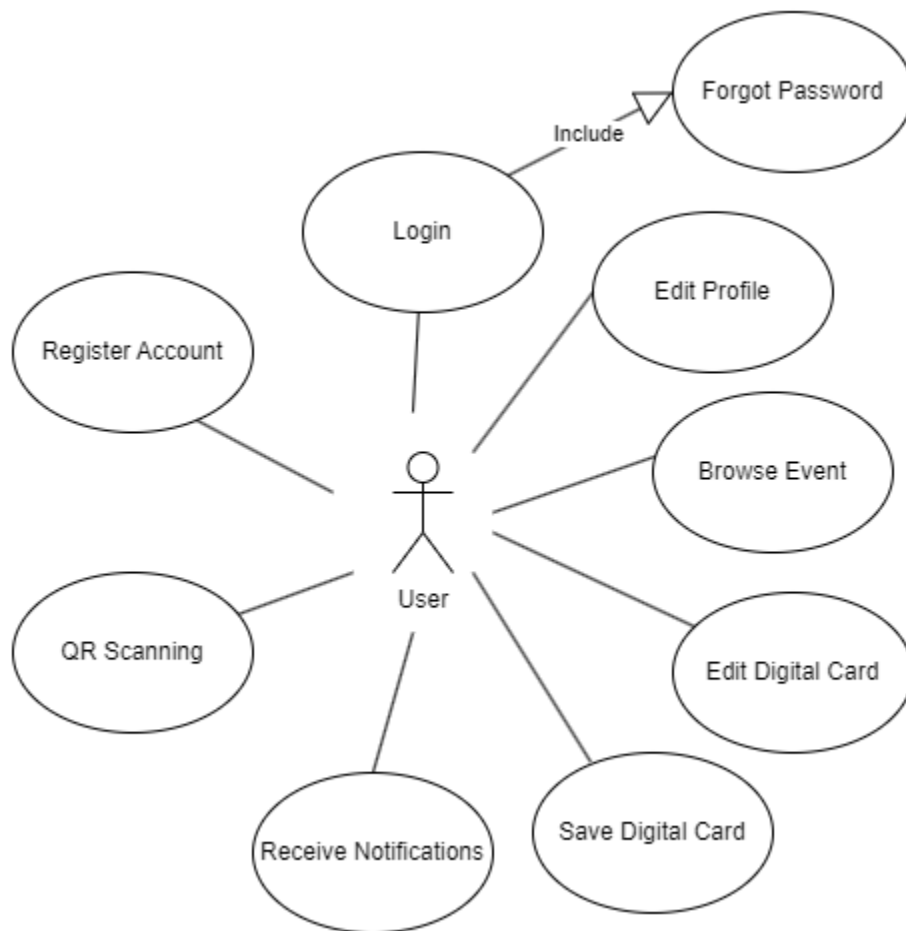 Forgot Password
Include
Login
Edit Profile
Register Account
Browse Event
User
QR Scanning
Edit Digital Card
Save Digital Card
Receive Notifications